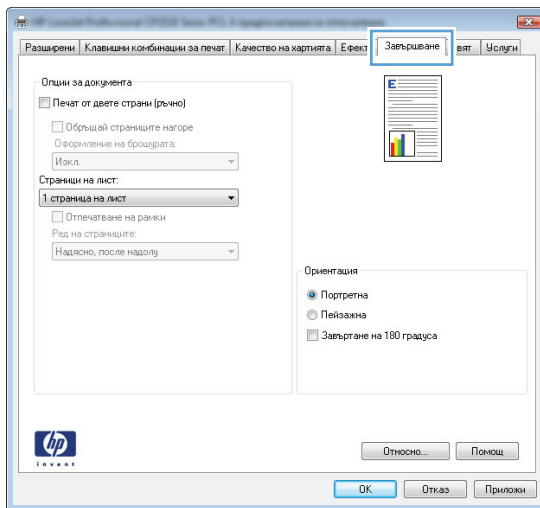 Разширени
Клавишни комбинации за печат
Качество на хартията
Ефект
Завършване
вят
Услуги
Опции за документа
Печат от двете страни (ръчно)
Обръщай страниците нагоре
Оформление на брошурата:
Изкл.
Страници на лист:
1 страница на лист
Отпечатване на рамки
Ред на страниците:
Надясно, после надолу
E
Ориентация
Портретна
Пейзажна
Завъртане на 180 градуса
hp
invent
Относно...
Помощ
OK
Отказ
Приложи